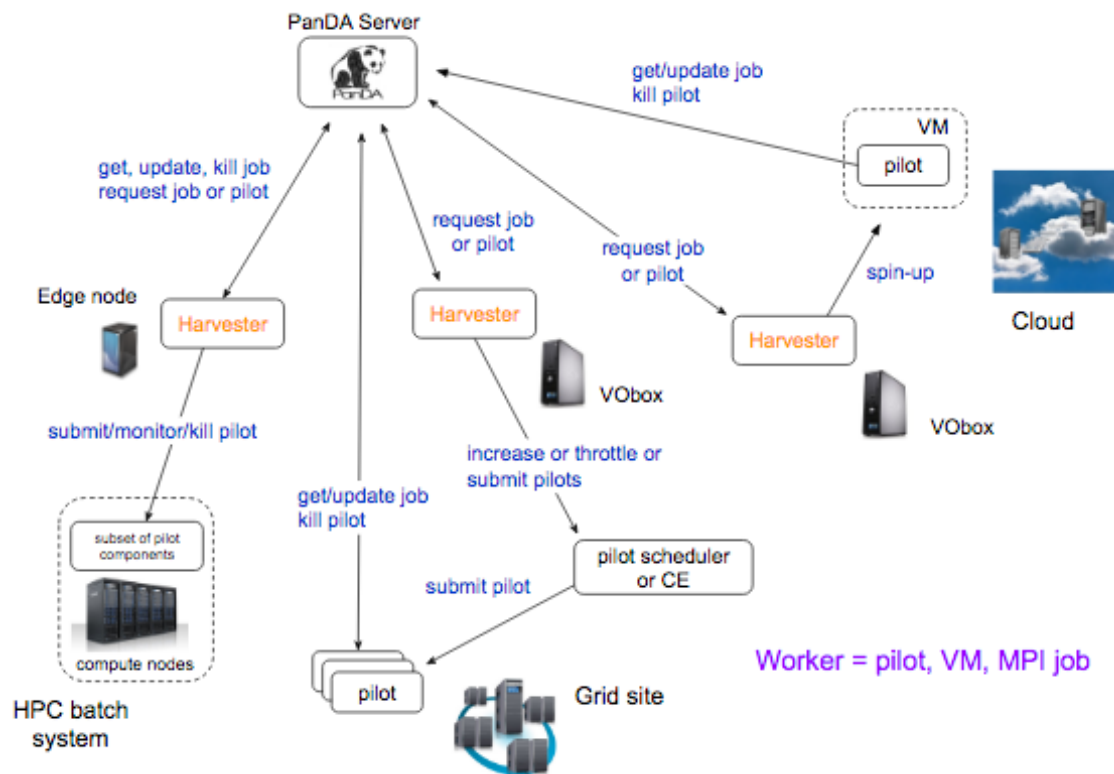 PanDA Server
PanDA
get/update job
kill pilot
VM
pilot
get, update, kill job
request job or pilot
request job
or pilot
request job
or pilot
spin-up
Edge node
Harvester
Harvester
Harvester
Cloud
VObox
VObox
submit/monitor/kill pilot
increase or throttle or
submit pilots
get/update job
kill pilot
subset of pilot
components
pilot scheduler
or CE
submit pilot
compute nodes
Worker = pilot, VM, MPI job
pilot
Grid site
HPC batch
system